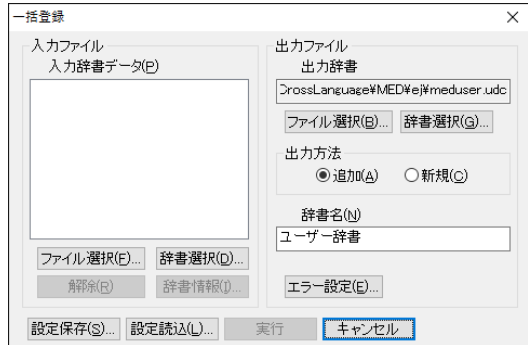 一括登録
入力ファイル
入力辞書データ(P)
ファイル選択(F)...
辞書選択(D)...
解除(R)
辞書情報(I)...
出力ファイル
出力辞書
CrossLanguage¥MED¥ej¥meduser.udc
ファイル選択(B)...
辞書選択(G)...
出力方法
追加(A)
新規(C)
辞書名(N)
ユーザー辞書
エラー設定(E)...
設定保存(S)...
設定読込(L)...
実行
キャンセル